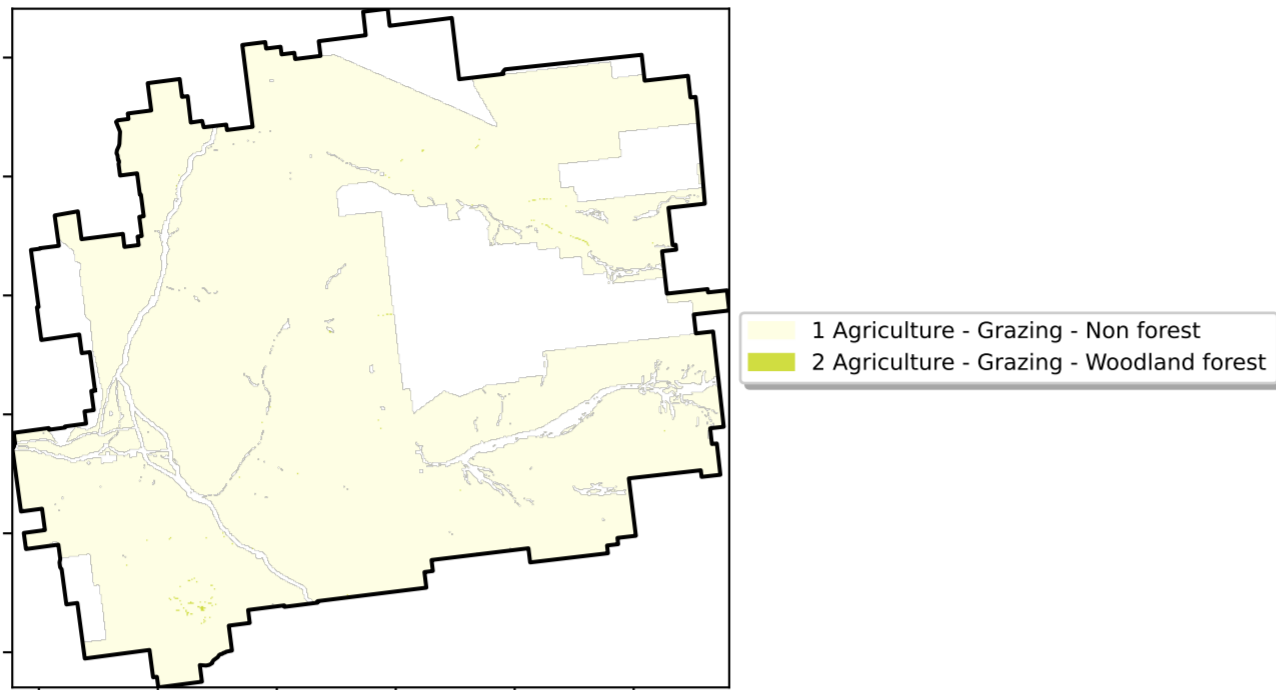 1 Agriculture - Grazing - Non forest
2 Agriculture - Grazing - Woodland forest